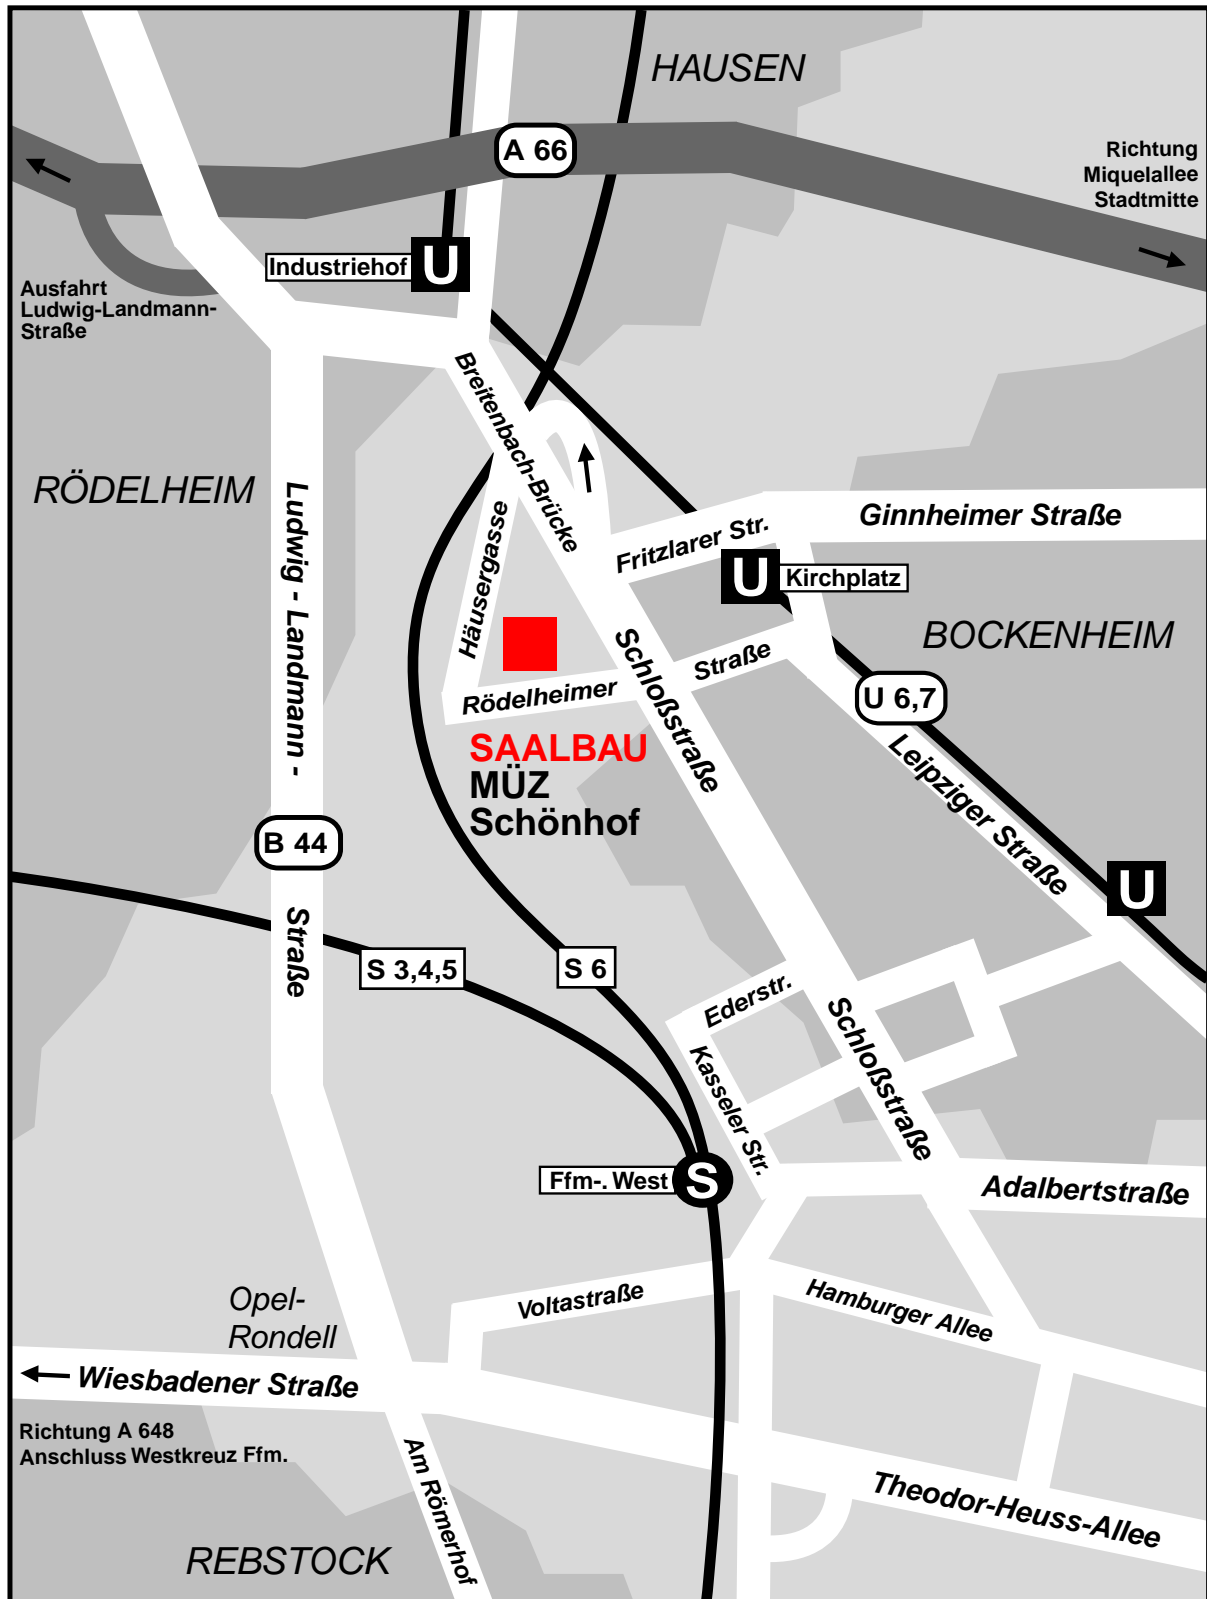 HAUSEN
A 66
Richtung
Miquelallee
Stadtmitte
Industriehof
U
Ausfahrt
Ludwig-Landmann-
Straße
Breitenbach-Brücke
RÖDELHEIM
Ludwig - Landmann -
Häusergasse
Fritzlarer Str.
Ginnheimer Straße
U
Kirchplatz
BOCKENHEIM
Schloßstraße
Rödelheimer
Straße
U 6,7
SAALBAU
MÜZ
Schönhof
Leipziger Straße
B 44
U
Straße
S 3,4,5
S 6
Ederstr.
Schloßstraße
Kasseler Str.
Ffm-. West
S
Adalbertstraße
Opel-
Rondell
Voltastraße
Hamburger Allee
Wiesbadener Straße
Richtung A 648
Anschluss Westkreuz Ffm.
Am Römerhof
Theodor-Heuss-Allee
REBSTOCK